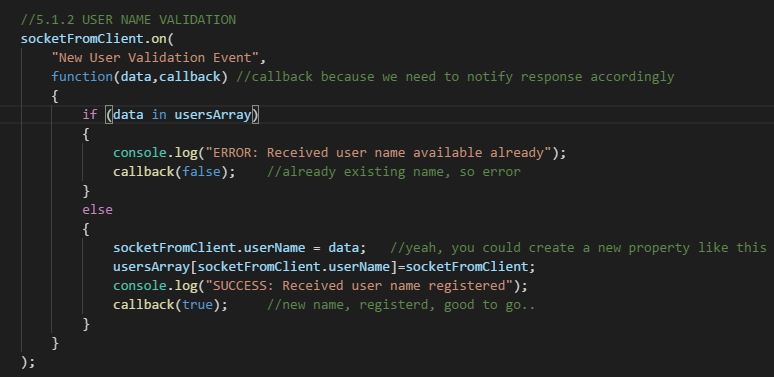 //5.1.2 USER NAME VALIDATION
socketFromClient.on(
"New User Validation Event",
function(data,callback) //callback because we need to notify response accordingly
{
if (data in usersArray)
{
console.log("ERROR: Received user name available already");
callback(false); //already existing name, so error
}
else
{
socketFromClient.userName = data; //yeah, you could create a new property like this
usersArray[socketFromClient.userName]=socketFromClient;
console.log("SUCCESS: Received user name registered");
callback(true); //new name, registerd, good to go..
}
}
);